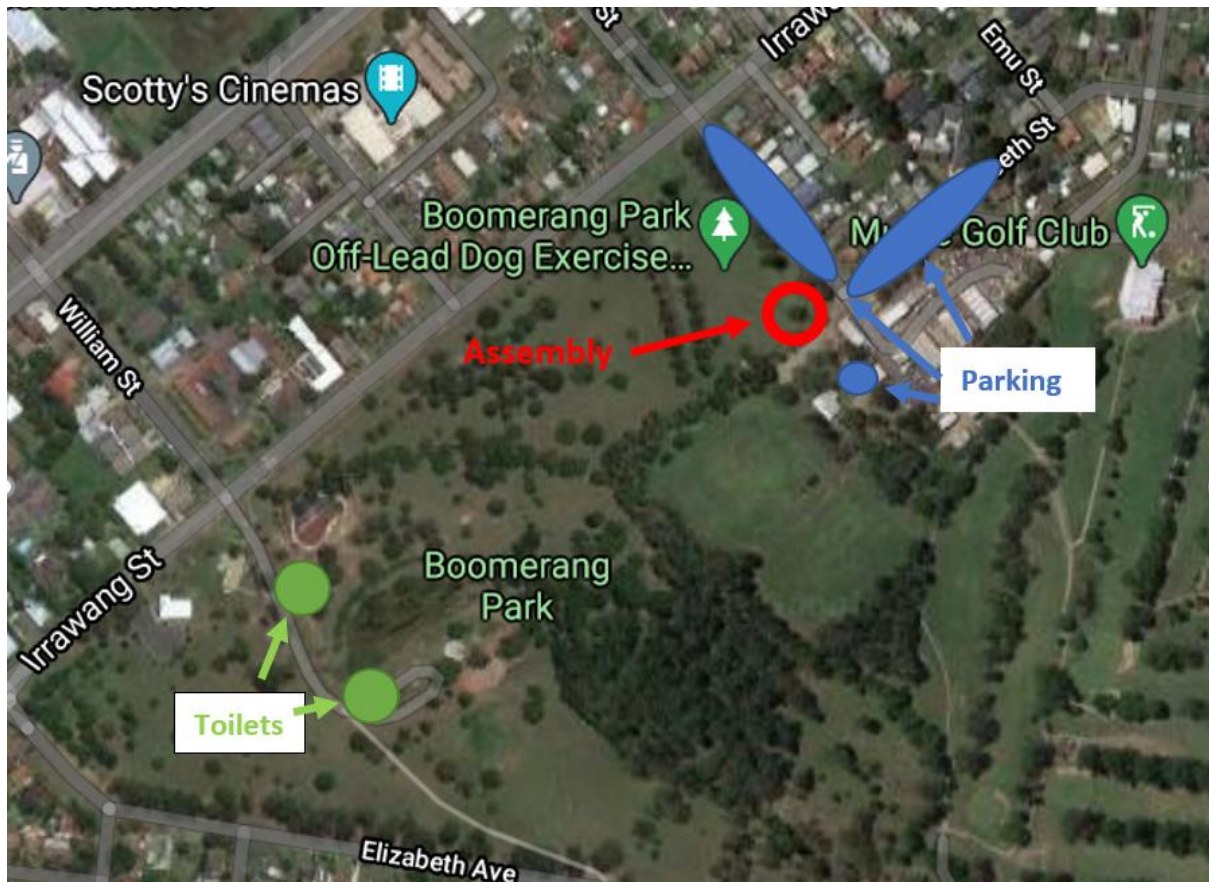 Scotty's Cinemas
St
Emu St
Boomerang Park
Off-Lead Dog Exercise...
Golf Club
Assembly
Parking
William St
Boomerang
Park
Irrawang St
Toilets
Elizabeth Ave